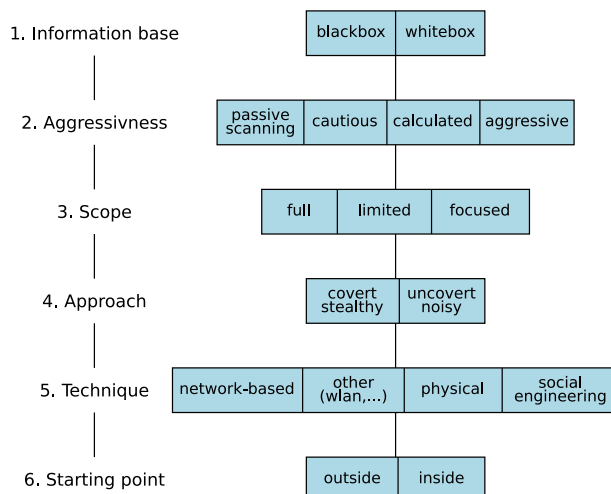 1. Information base
blackbox whitebox
2. Aggressivness
passive scanning cautious calculated aggressive
3. Scope
full limited focused
4. Approach
covert stealthy uncovert noisy
5. Technique
network-based other (wlan,...) physical social engineering
6. Starting point
outside inside